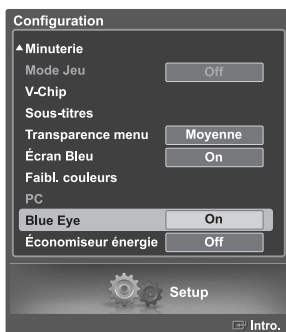 Configuration
Minuterie
Mode Jeu Off
V-Chip
Sous-titres
Transparence menu Moyenne
Écran Bleu On
Faibl. couleurs
PC
Blue Eye On
Économiseur énergie Off
Setup
Intro.